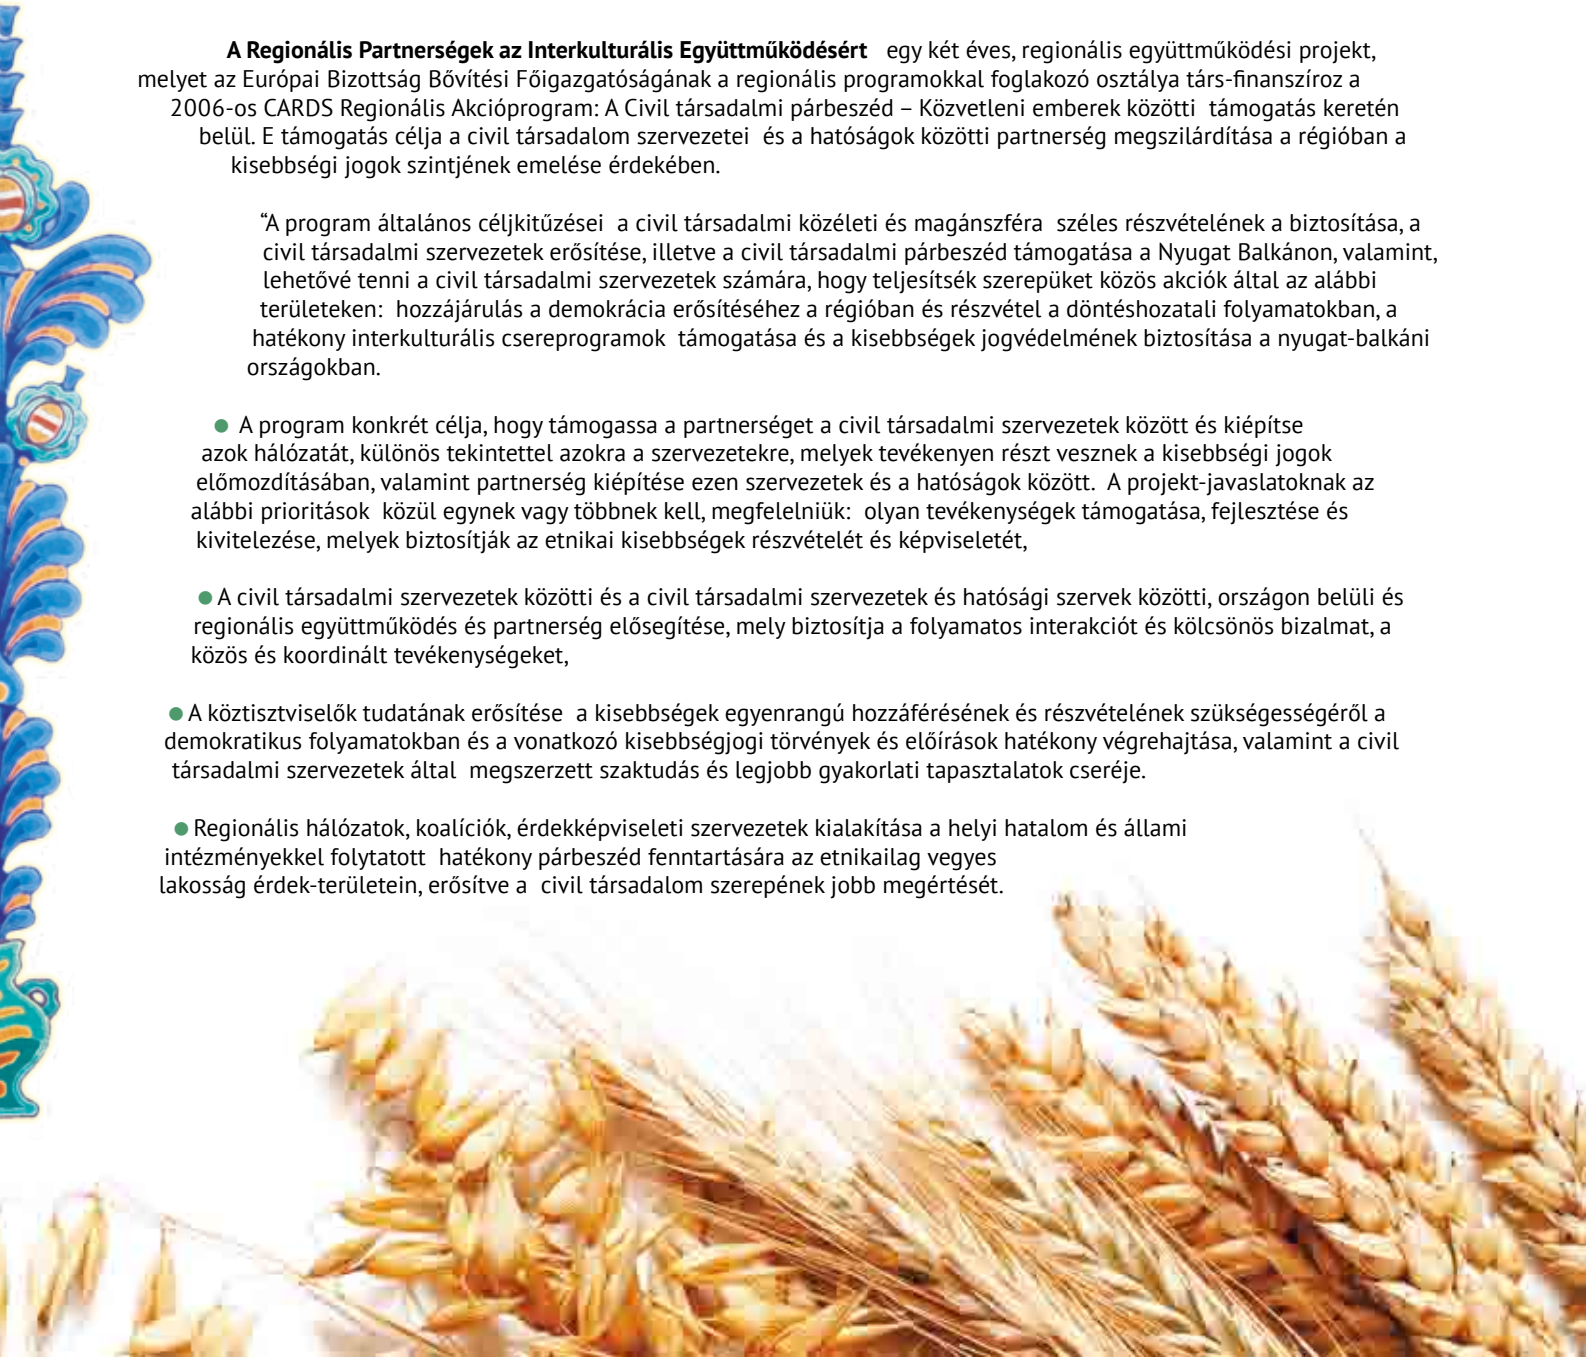 A Regionális Partnerségek az Interkulturális Együttműködésért egy két éves, regionális együttműködési projekt,
melyet az Európai Bizottság Bővítési Főigazgatóságának a regionális programokkal foglakozó osztálya társ-finanszíroz a
2006-os CARDS Regionális Akcióprogram: A Civil társadalmi párbeszéd – Közvetleni emberek közötti támogatás keretén
belül. E támogatás célja a civil társadalom szervezetei és a hatóságok közötti partnerség megszilárdítása a régióban a
kisebbségi jogok szintjének emelése érdekében.
“A program általános céljkitűzései a civil társadalmi közéleti és magánszféra széles részvételének a biztosítása, a
civil társadalmi szervezetek erősítése, illetve a civil társadalmi párbeszéd támogatása a Nyugat Balkánon, valamint,
lehetővé tenni a civil társadalmi szervezetek számára, hogy teljesítsék szerepüket közös akciók által az alábbi
területeken: hozzájárulás a demokrácia erősítéséhez a régióban és részvétel a döntéshozatali folyamatokban, a
hatékony interkulturális csereprogramok támogatása és a kisebbségek jogvédelmének biztosítása a nyugat-balkáni
országokban.
● A program konkrét célja, hogy támogassa a partnerséget a civil társadalmi szervezetek között és kiépítse
azok hálózatát, különös tekintettel azokra a szervezetekre, melyek tevékenyen részt vesznek a kisebbségi jogok
előmozdításában, valamint partnerség kiépítése ezen szervezetek és a hatóságok között. A projekt-javaslatoknak az
alábbi prioritások közül egynek vagy többnek kell, megfelelniük: olyan tevékenységek támogatása, fejlesztése és
kivitelezése, melyek biztosítják az etnikai kisebbségek részvételét és képviseletét,
● A civil társadalmi szervezetek közötti és a civil társadalmi szervezetek és hatósági szervek közötti, országon belüli és
regionális együttműködés és partnerség elősegítése, mely biztosítja a folyamatos interakciót és kölcsönös bizalmat, a
közös és koordinált tevékenységeket,
● A köztisztviselők tudatának erősítése a kisebbségek egyenrangú hozzáférésének és részvételének szükségességéről a
demokratikus folyamatokban és a vonatkozó kisebbségjogi törvények és előírások hatékony végrehajtása, valamint a civil
társadalmi szervezetek által megszerzett szaktudás és legjobb gyakorlati tapasztalatok cseréje.
● Regionális hálózatok, koalíciók, érdekképviseleti szervezetek kialakítása a helyi hatalom és állami
intézményekkel folytatott hatékony párbeszéd fenntartására az etnikailag vegyes
lakosság érdek-területein, erősítve a civil társadalom szerepének jobb megértését.